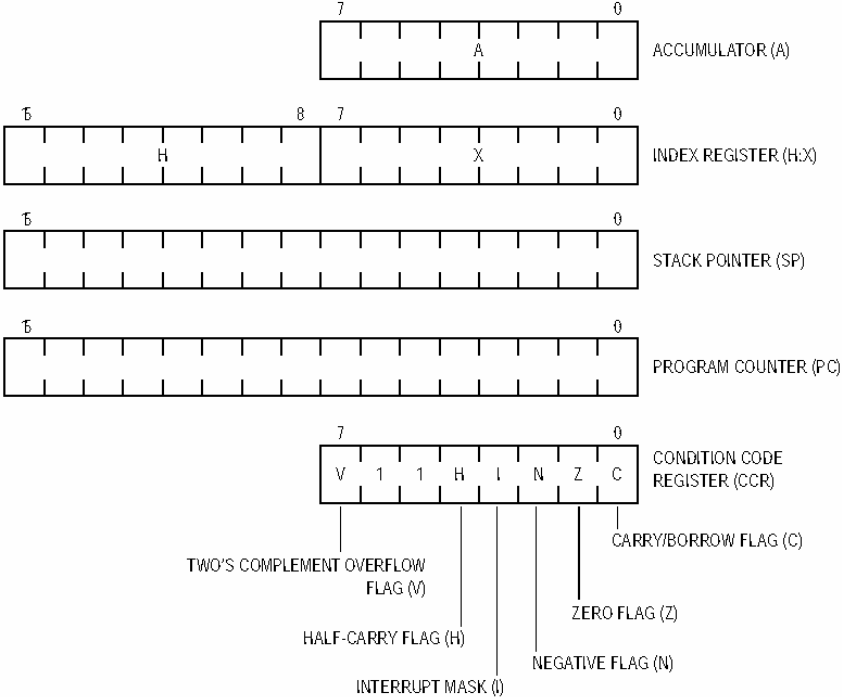 7 0
A
ACCUMULATOR (A)
15 8 7 0
H X
INDEX REGISTER (H:X)
15 0
STACK POINTER (SP)
15 0
PROGRAM COUNTER (PC)
7 0
V 1 1 H I N Z C
CONDITION CODE
REGISTER (CCR)
CARRY/BORROW FLAG (C)
TWO'S COMPLEMENT OVERFLOW
FLAG (V)
ZERO FLAG (Z)
HALF-CARRY FLAG (H)
NEGATIVE FLAG (N)
INTERRUPT MASK (I)